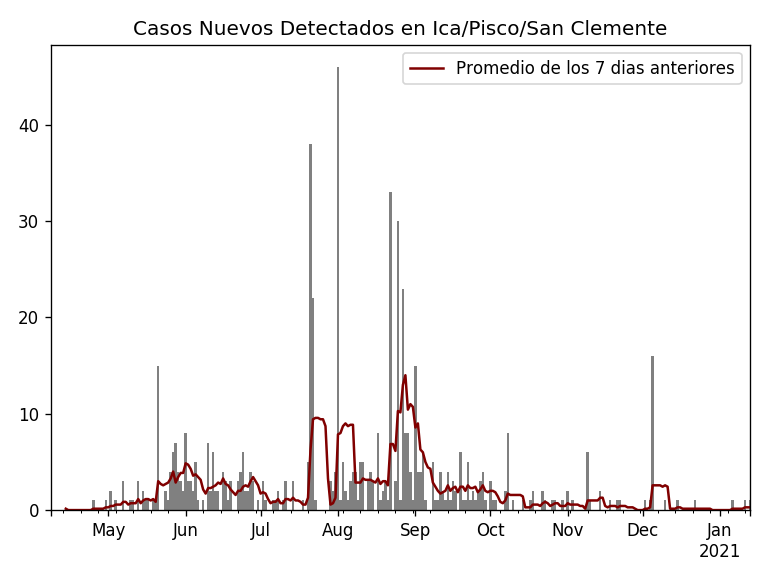 Casos Nuevos Detectados en Ica/Pisco/San Clemente
Promedio de los 7 dias anteriores
40
30
20
10
0
May Jun Jul Aug Sep Oct Nov Dec Jan
2021